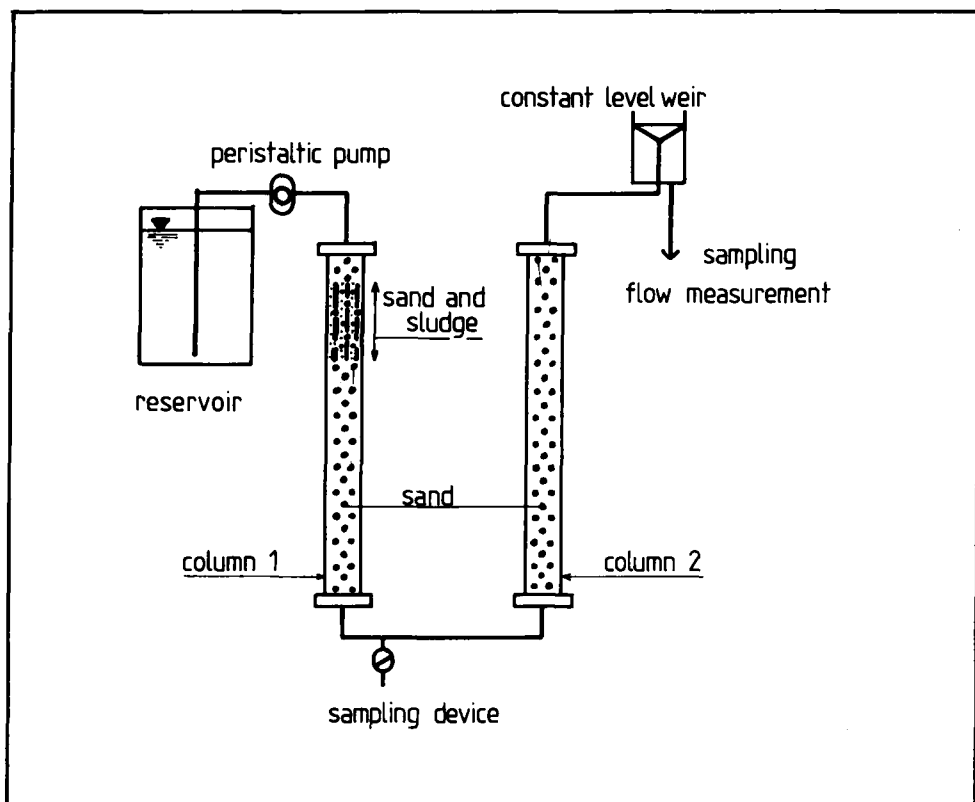 constant level weir
peristaltic pump
sampling
flow measurement
sand and
sludge
reservoir
sand
column 1
column 2
sampling device